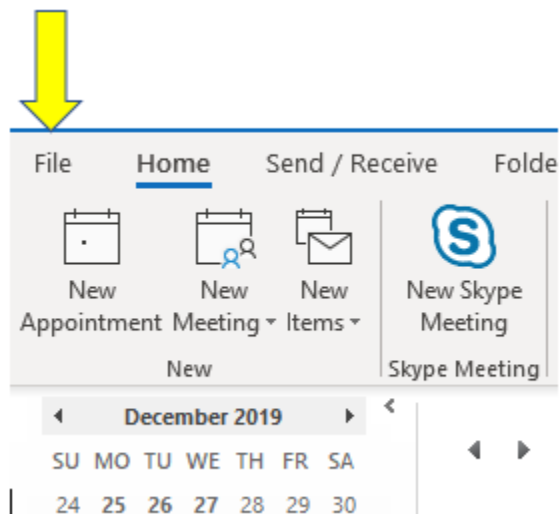 File Home Send / Receive Folde
New Appointment New Meeting New Items New Skype Meeting
New Skype Meeting
December 2019
SU MO TU WE TH FR SA
24 25 26 27 28 29 30